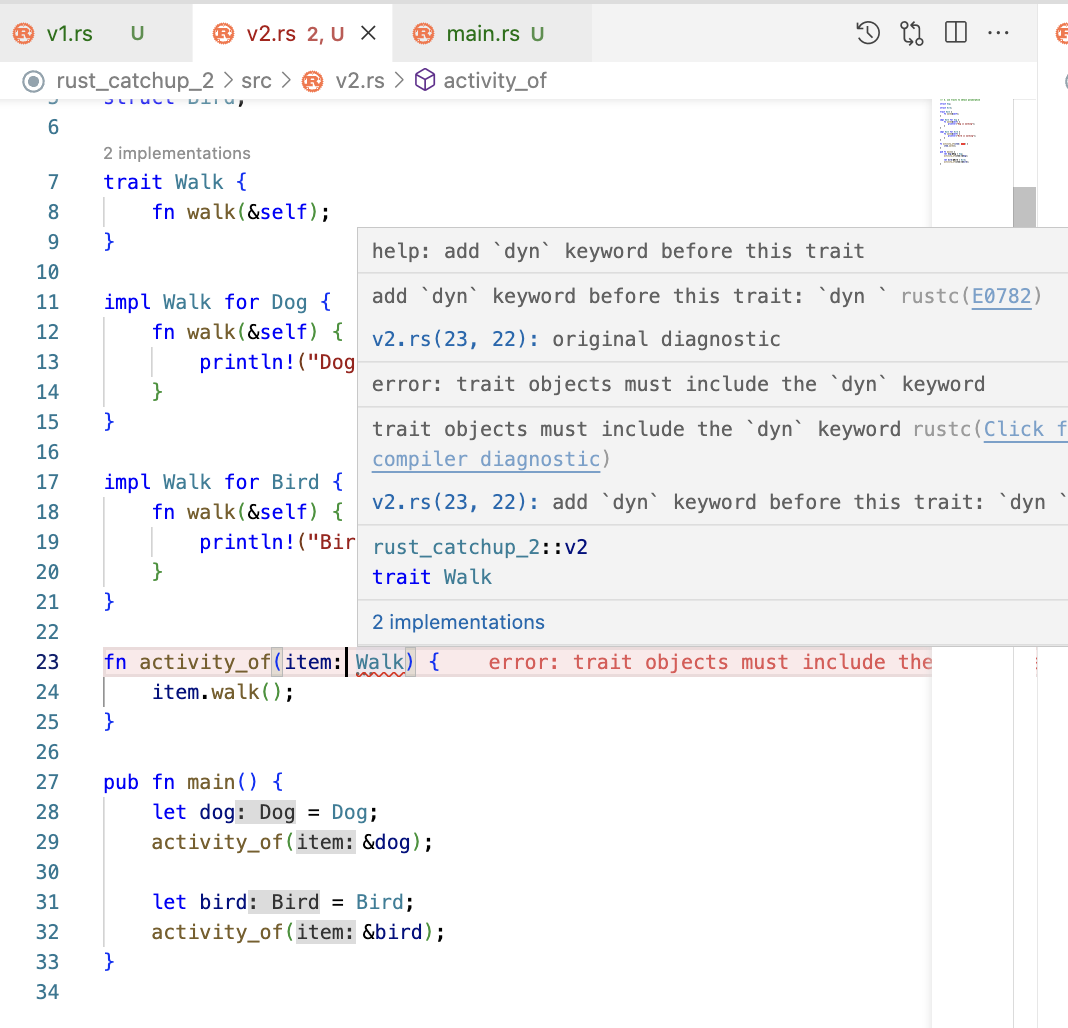 v1.rs U v2.rs 2, U main.rs U
rust_catchup_2 > src > v2.rs > activity_of
5 struct Bird;
6
2 implementations
7 trait Walk {
8 fn walk(&self);
9 }
10
11 impl Walk for Dog {
12 fn walk(&self) {
13 println!("Dog
14 }
15 }
16
17 impl Walk for Bird {
18 fn walk(&self) {
19 println!("Bir
20 }
21 }
22
help: add `dyn` keyword before this trait
add `dyn` keyword before this trait: `dyn ` rustc(E0782)
v2.rs(23, 22): original diagnostic
error: trait objects must include the `dyn` keyword
trait objects must include the `dyn` keyword rustc(Click f
compiler diagnostic)
v2.rs(23, 22): add `dyn` keyword before this trait: `dyn `
rust_catchup_2::v2
trait Walk
2 implementations
23 fn activity_of(item: Walk) { error: trait objects must include the
24 item.walk();
25 }
26
27 pub fn main() {
28 let dog: Dog = Dog;
29 activity_of(item: &dog);
30
31 let bird: Bird = Bird;
32 activity_of(item: &bird);
33 }
34